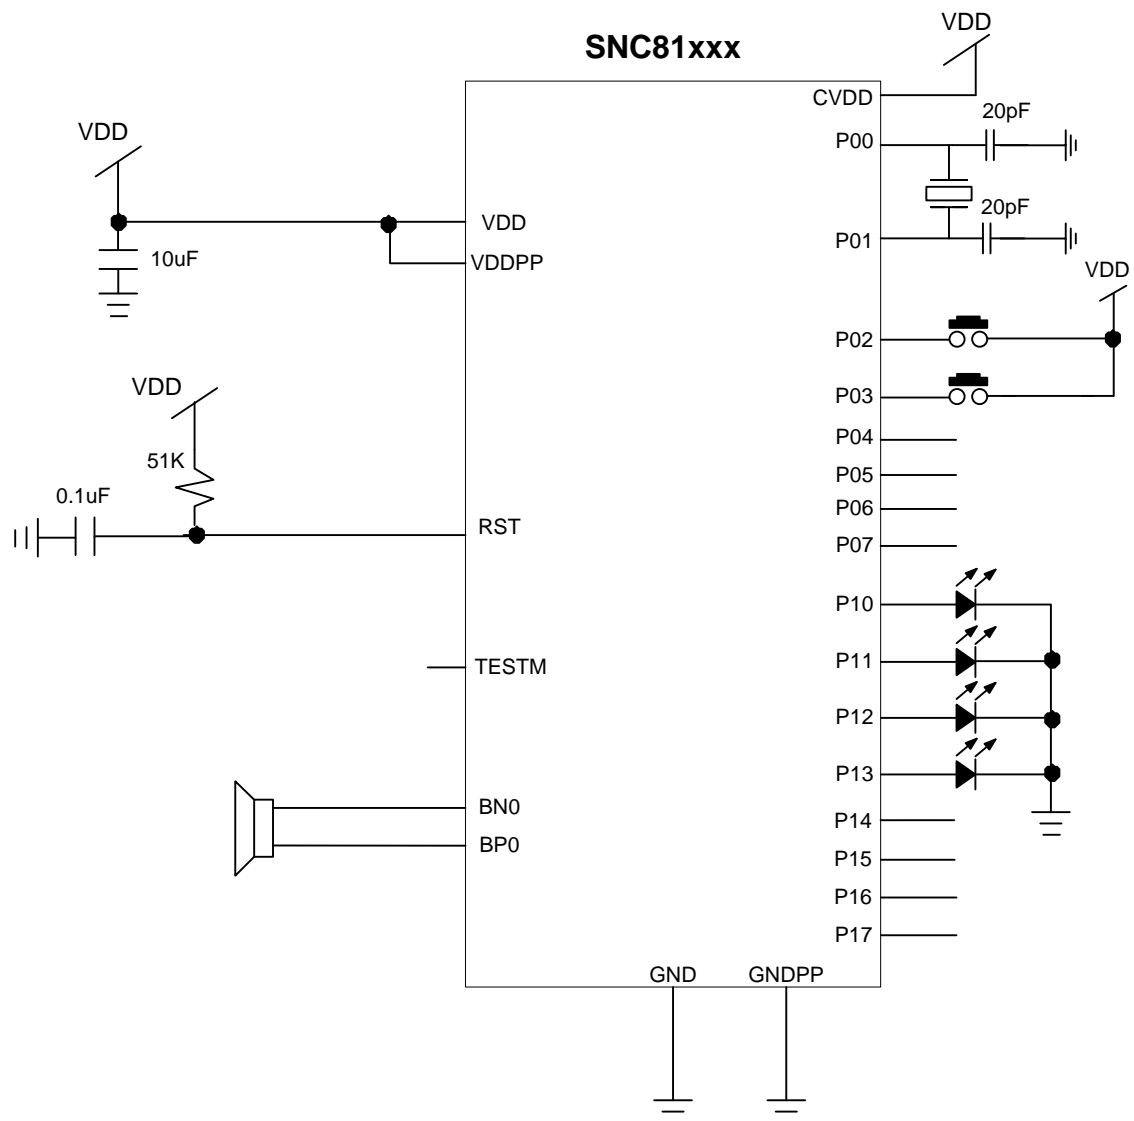 SNC81xxx
VDD
CVDD
20pF
P00
VDD
VDD
10uF
VDDPP
20pF
P01
VDD
P02
P03
VDD
51K
0.1uF
RST
P04
P05
P06
P07
P10
P11
P12
P13
TESTM
BN0
BP0
P14
P15
P16
P17
GND
GNDPP